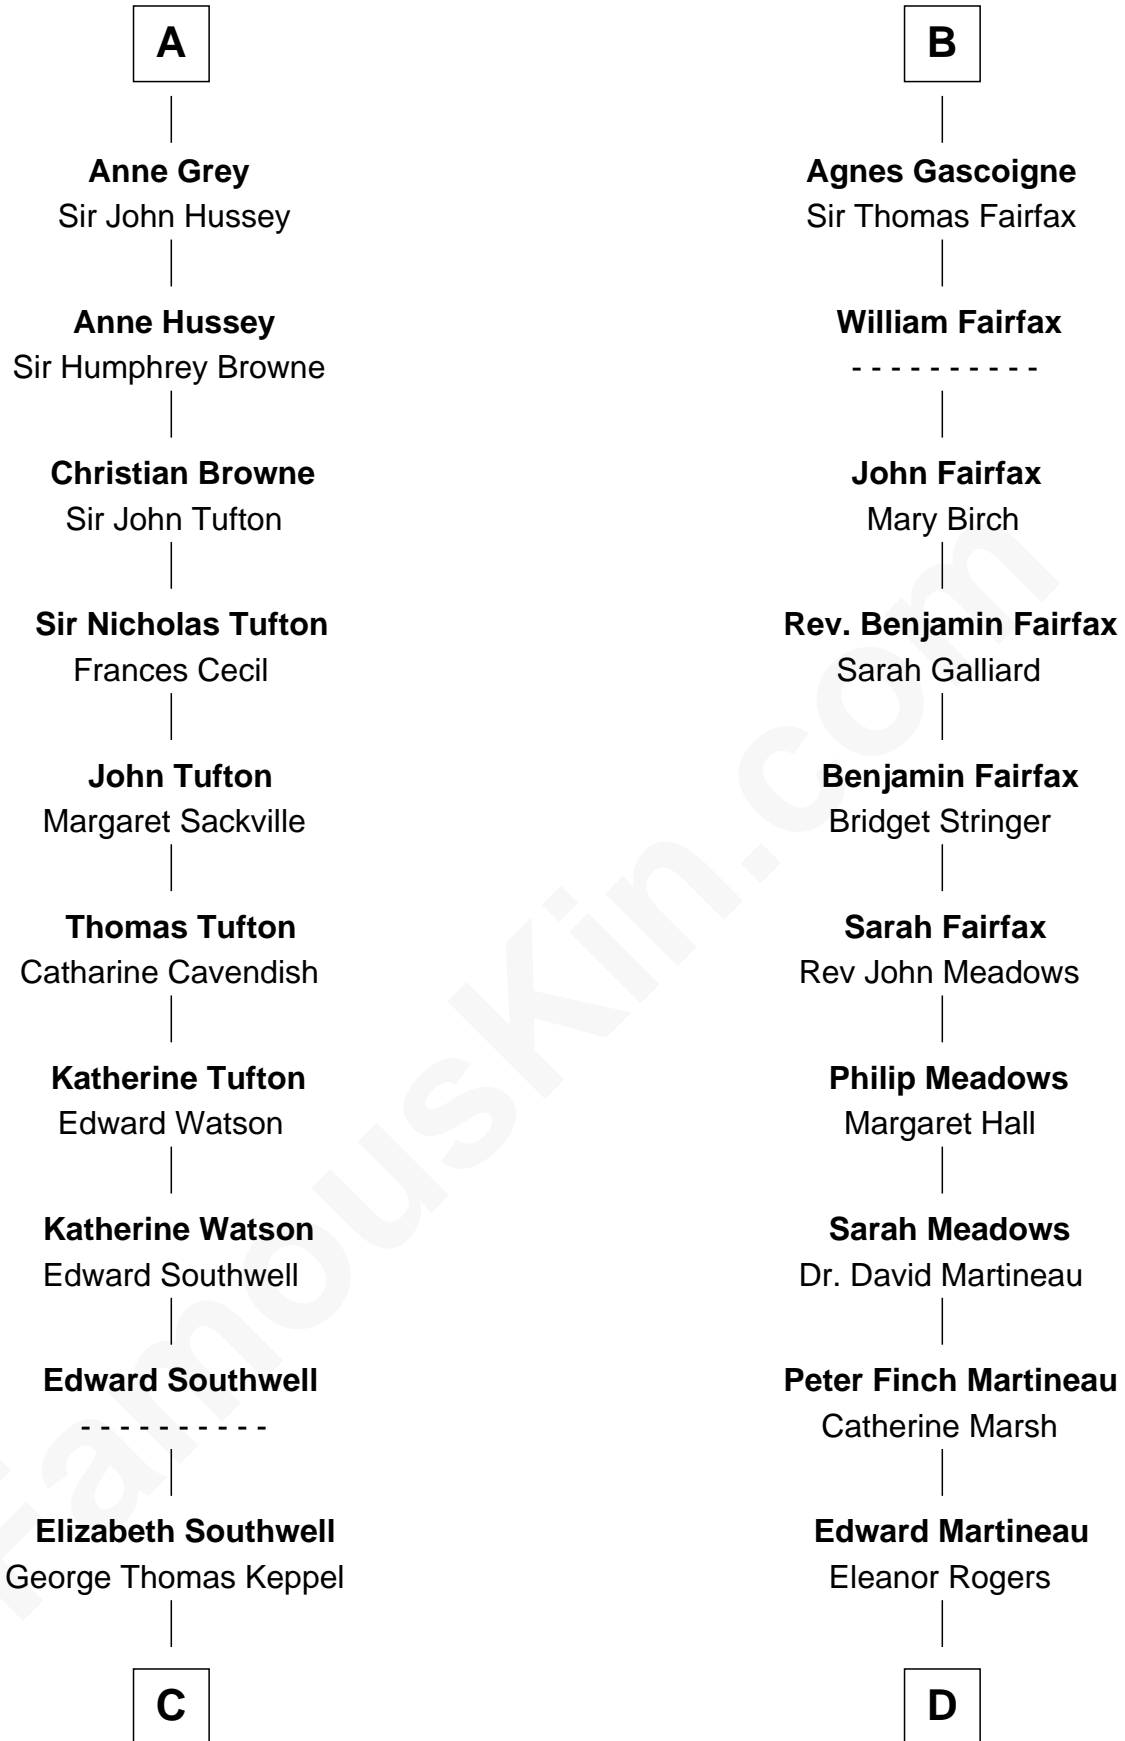 A
Anne Grey
Sir John Hussey
Anne Hussey
Sir Humphrey Browne
Christian Browne
Sir John Tufton
Sir Nicholas Tufton
Frances Cecil
John Tufton
Margaret Sackville
Thomas Tufton
Catharine Cavendish
Katherine Tufton
Edward Watson
Katherine Watson
Edward Southwell
Edward Southwell
- - - - - - - - - -
Elizabeth Southwell
George Thomas Keppel
C
B
Agnes Gascoigne
Sir Thomas Fairfax
William Fairfax
- - - - - - - - - -
John Fairfax
Mary Birch
Rev. Benjamin Fairfax
Sarah Galliard
Benjamin Fairfax
Bridget Stringer
Sarah Fairfax
Rev John Meadows
Philip Meadows
Margaret Hall
Sarah Meadows
Dr. David Martineau
Peter Finch Martineau
Catherine Marsh
Edward Martineau
Eleanor Rogers
D
FamousKin.com